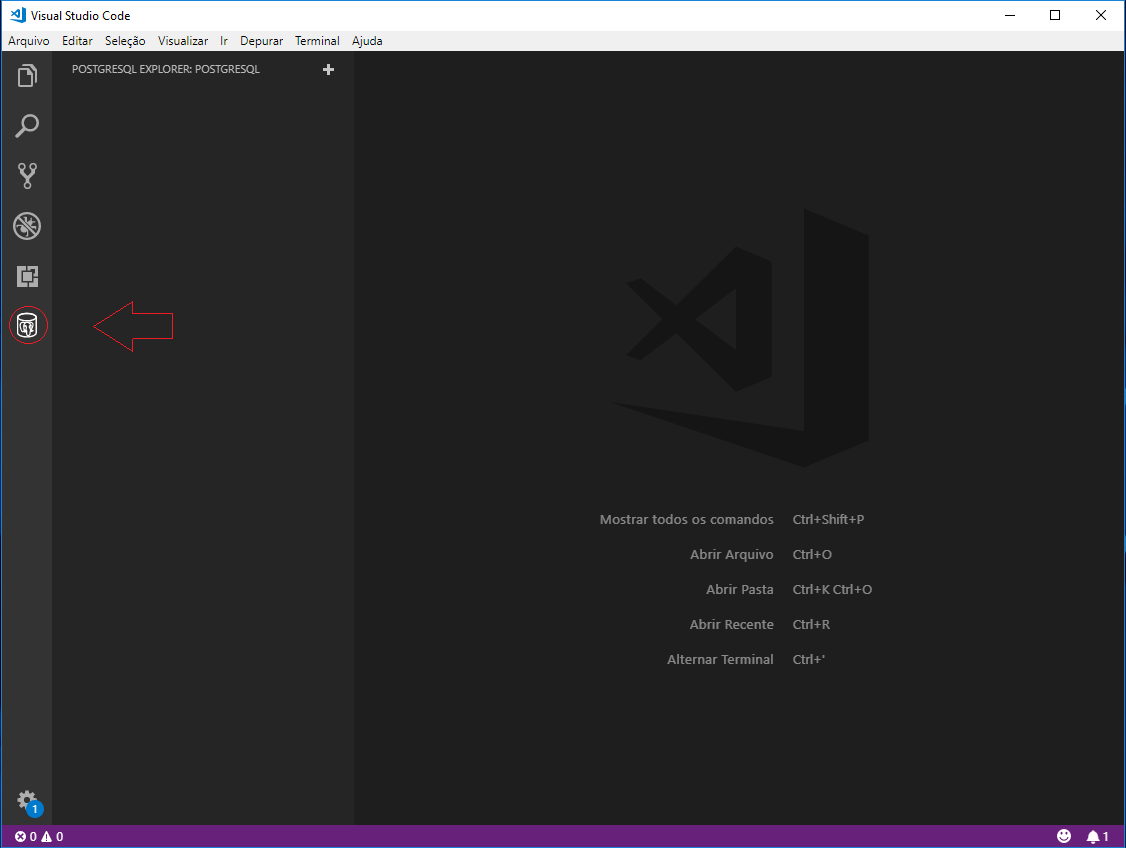 Visual Studio Code
Arquivo Editar Seleção Visualizar Ir Depurar Terminal Ajuda
POSTGRESQL EXPLORER: POSTGRESQL
Mostrar todos os comandos Ctrl+Shift+P
Abrir Arquivo Ctrl+O
Abrir Pasta Ctrl+K Ctrl+O
Abrir Recente Ctrl+R
Alternar Terminal Ctrl+'
1
0 0 1